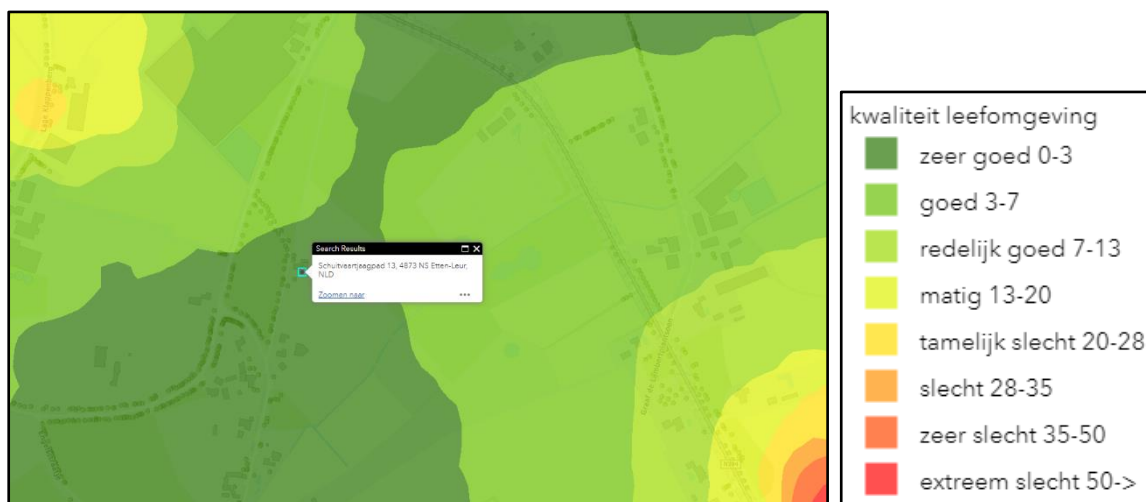 Search Results
Schuitvaartjaagpad 13, 4873 NS Etten-Leur,
NLD
Zoomen naar
kwaliteit leefomgeving
zeer goed 0-3
goed 3-7
redelijk goed 7-13
matig 13-20
tamelijk slecht 20-28
slecht 28-35
zeer slecht 35-50
extreem slecht 50->